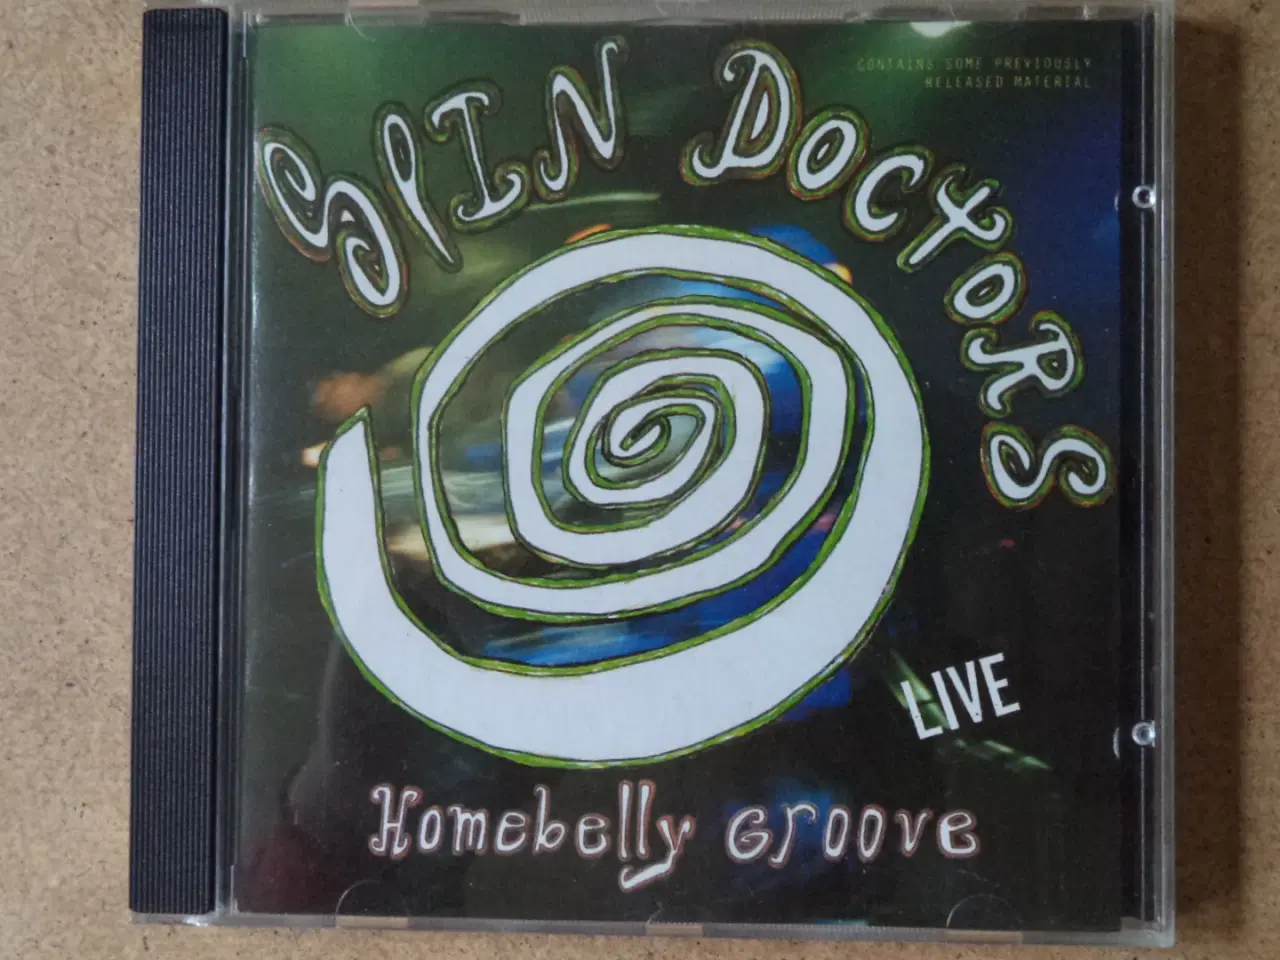 SPIN DOCTORS
CONTAINS SOME PREVIOUSLY
RELEASED MATERIAL
LIVE
Homebelly Groove